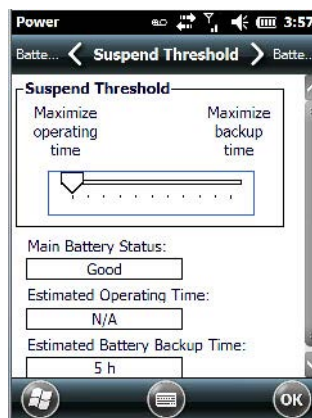 Power 3:57
Batte... Suspend Threshold Batte...
Suspend Threshold
Maximize operating time
Maximize backup time
Main Battery Status:
Good
Estimated Operating Time:
N/A
Estimated Battery Backup Time:
5 h
OK